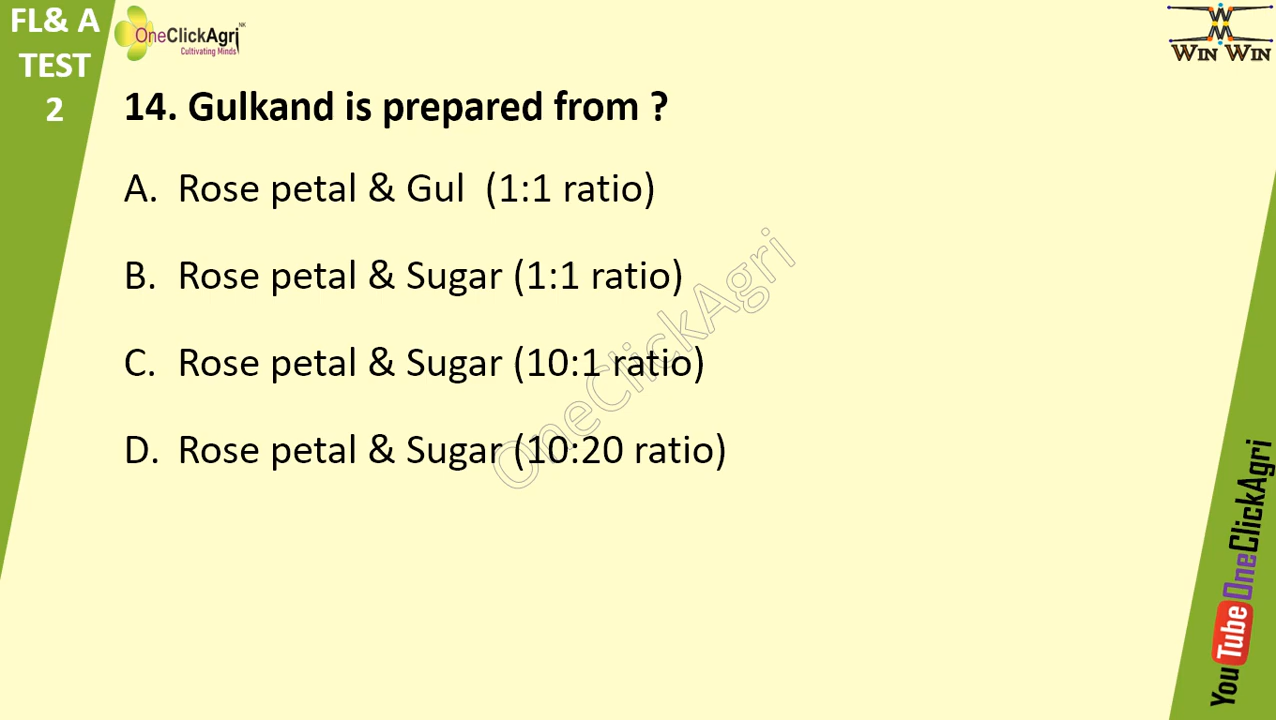 FL& A
TEST
2
OneClickAgri NK
Cultivating Minds
WIN WIN
14. Gulkand is prepared from ?
A. Rose petal & Gul (1:1 ratio)
B. Rose petal & Sugar (1:1 ratio)
C. Rose petal & Sugar (10:1 ratio)
D. Rose petal & Sugar (10:20 ratio)
OneClickAgri
YouTube OneClickAgri